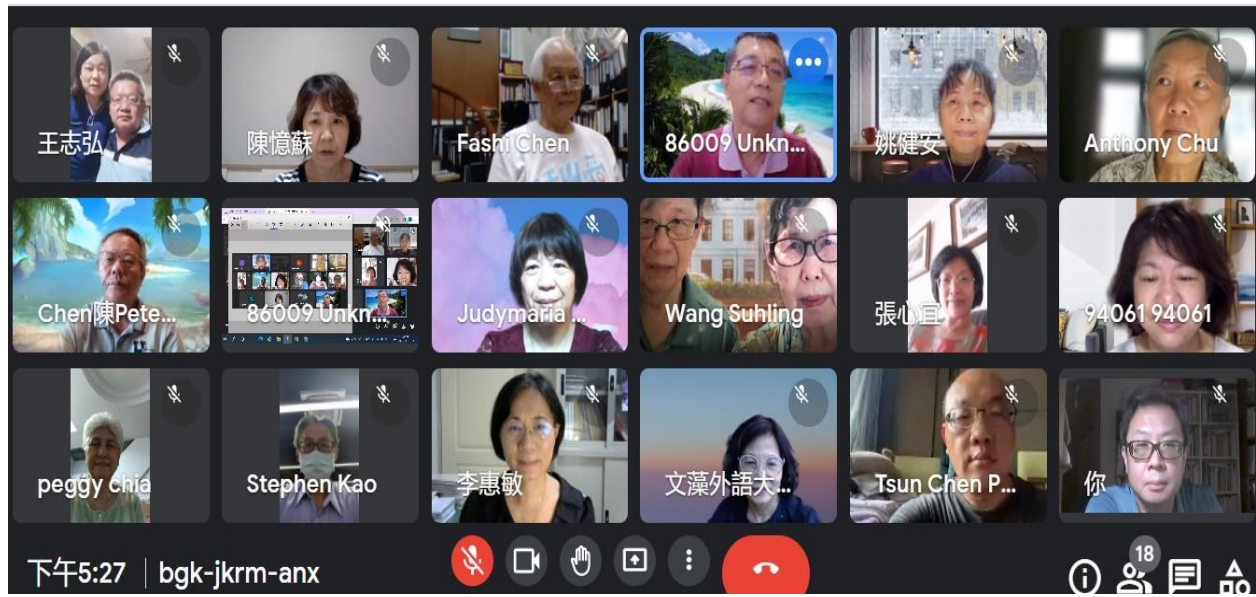 王志弘
陳憶蘇
Fashi Chen
86009 Unkn...
姚健安
Anthony Chu
Chen陳Pete...
86009 Unkn...
Judymaria ...
Wang Suhling
張心宜
94061 94061
peggy chia
Stephen Kao
李惠敏
文藻外語大...
Tsun Chen P...
你
下午5:27
bgk-jkrm-anx
18